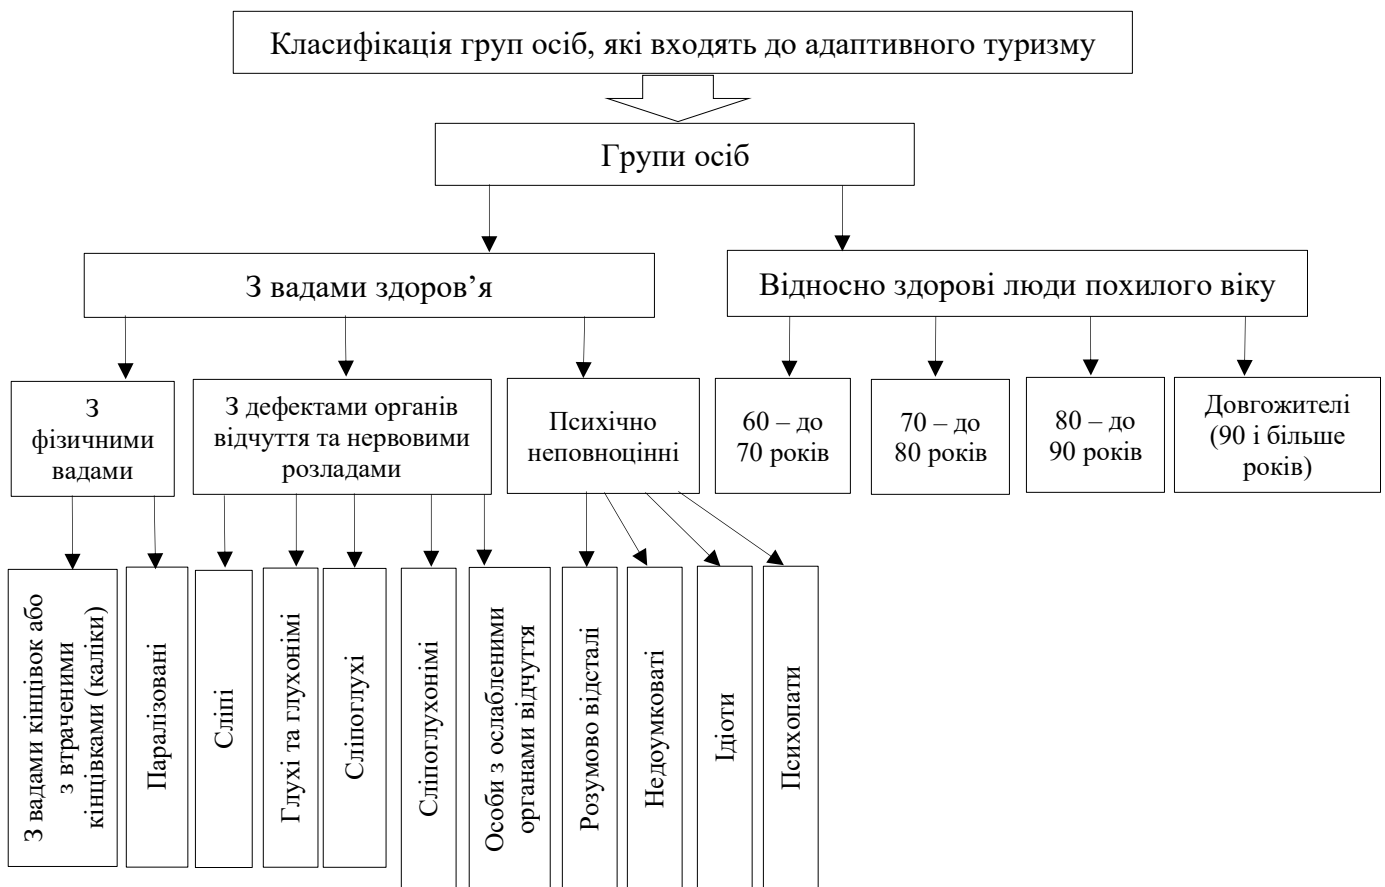 Класифікація груп осіб, які входять до адаптивного туризму
Групи осіб
З вадами здоров’я
Відносно здорові люди похилого віку
З
фізичними
вадами
З дефектами органів
відчуття та нервовими
розладами
Психічно
неповноцінні
60 – до
70 років
70 – до
80 років
80 – до
90 років
Довгожителі
(90 і більше
років)
З вадами кінцівок або
з втраченими
кінцівками (каліки)
Паралізовані
Сліпі
Глухі та глухонімі
Сліпоглухі
Сліпоглухонімі
Особи з ослабленими
органами відчуття
Розумово відсталі
Недоумковаті
Ідіоти
Психопати